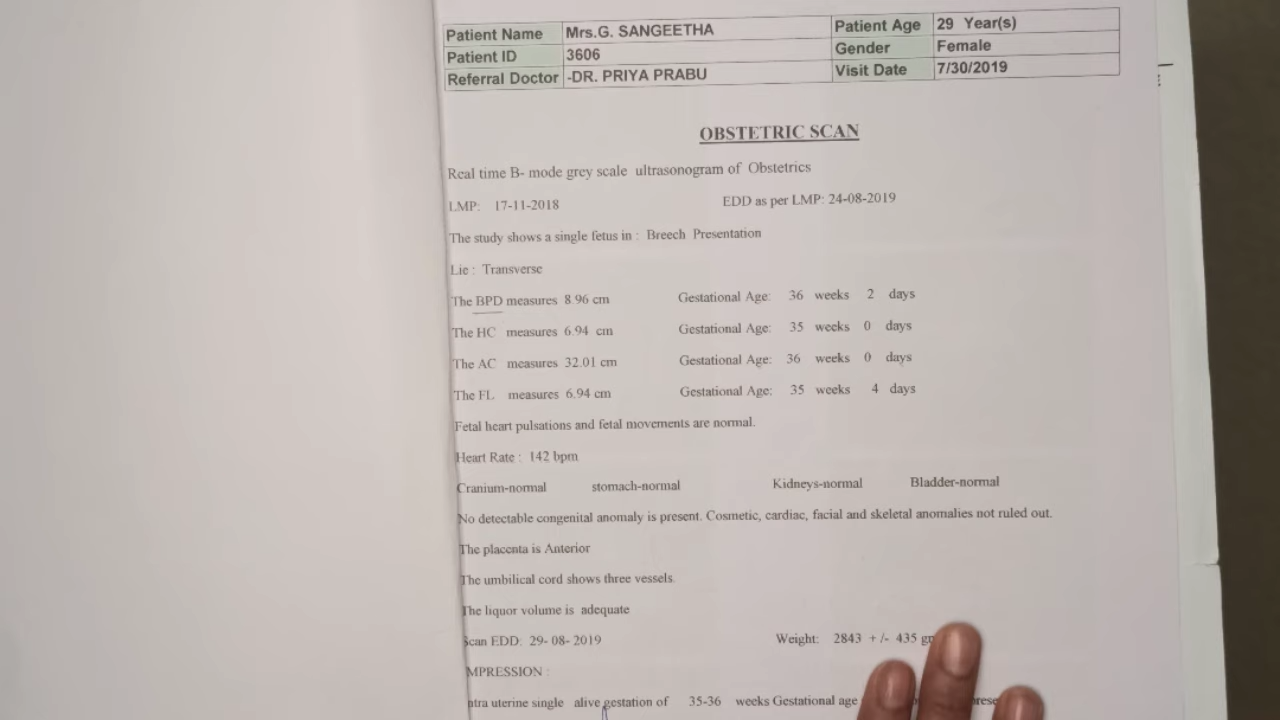 Patient Name Mrs.G. SANGEETHA Patient Age 29 Year(s)
Patient ID 3606 Gender Female
Referral Doctor -DR. PRIYA PRABU Visit Date 7/30/2019
OBSTETRIC SCAN
Real time B- mode grey scale ultrasonogram of Obstetrics
LMP: 17-11-2018 EDD as per LMP: 24-08-2019
The study shows a single fetus in : Breech Presentation
Lie : Transverse
The BPD measures 8.96 cm Gestational Age: 36 weeks 2 days
The HC measures 6.94 cm Gestational Age: 35 weeks 0 days
The AC measures 32.01 cm Gestational Age: 36 weeks 0 days
The FL measures 6.94 cm Gestational Age: 35 weeks 4 days
Fetal heart pulsations and fetal movements are normal.
Heart Rate : 142 bpm
Cranium-normal stomach-normal Kidneys-normal Bladder-normal
No detectable congenital anomaly is present. Cosmetic, cardiac, facial and skeletal anomalies not ruled out.
The placenta is Anterior
The umbilical cord shows three vessels.
The liquor volume is adequate
Scan EDD: 29- 08- 2019 Weight: 2843 +/- 435
MPRESSION :
ntra uterine single alive gestation of 35-36 weeks Gestational age